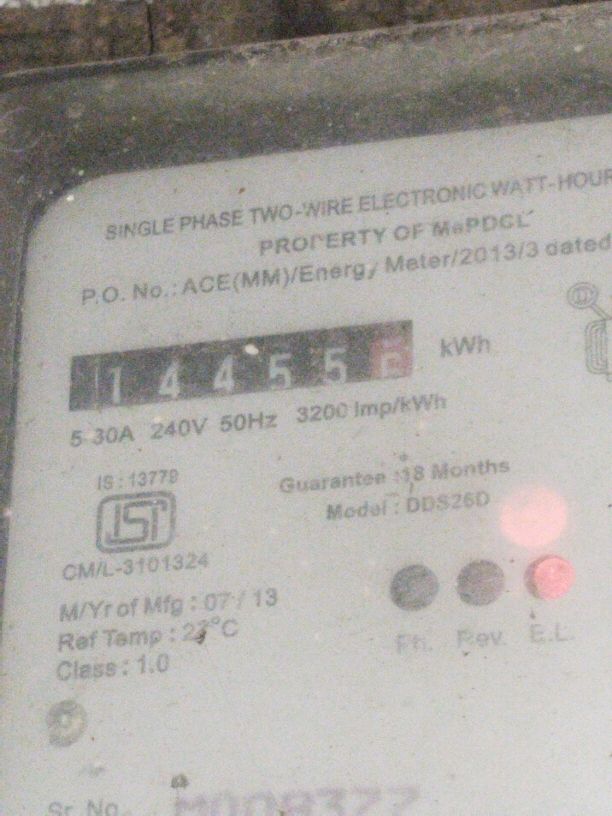 SINGLE PHASE TWO-WIRE ELECTRONIC WATT-HOUR
PROPERTY OF MePDCL
P.O. No.: ACE(MM)/Energy Meter/2013/3 dated
14455 kWh
5-30A 240V 50Hz 3200 Imp/kWh
IS : 13779
Guarantee : 18 Months
Model : DDS26D
ISI
CM/L-3101324
M/Yr of Mfg : 07 / 13
Ref Temp : 27°C
Class : 1.0
Ph. Rev. E.L.
Sr. No.